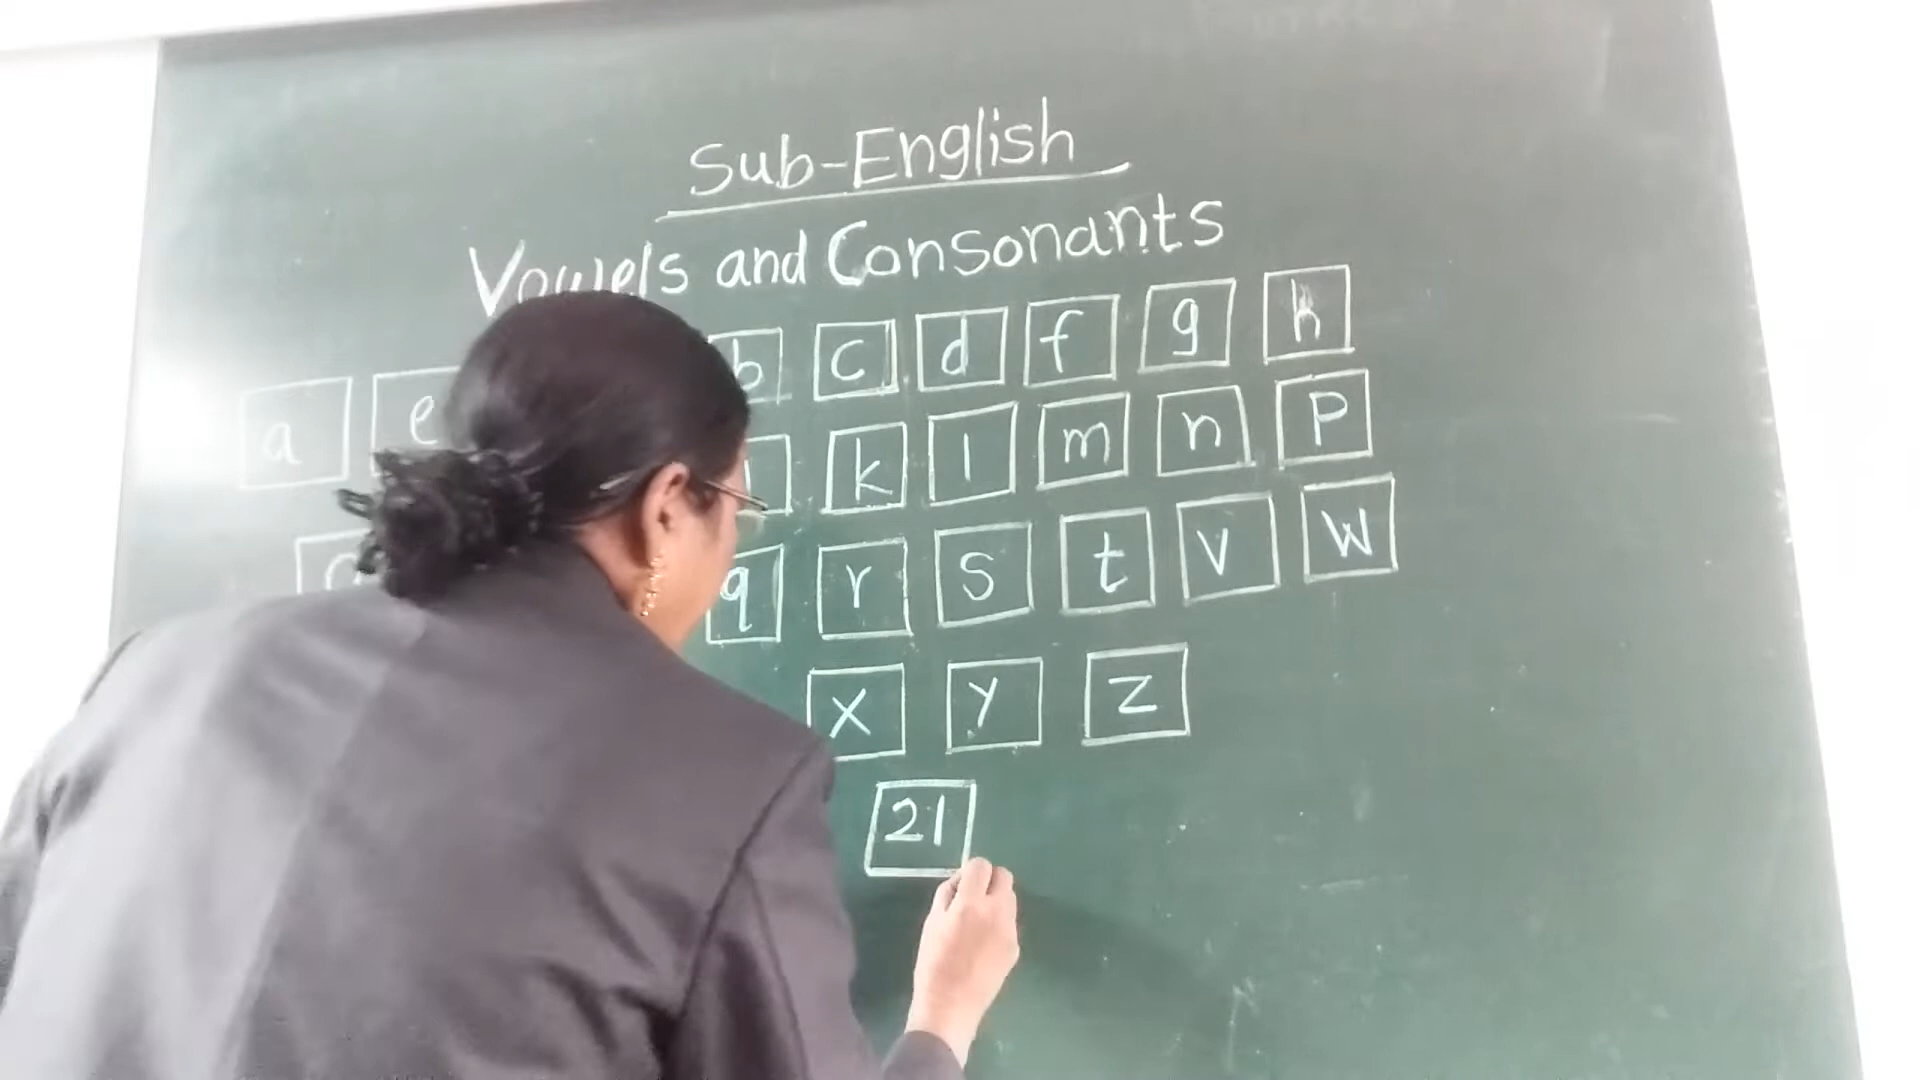 Sub-English
Vowels and Consonants
a e b c d f g h
k l m n p
q r s t v w
x y z
21